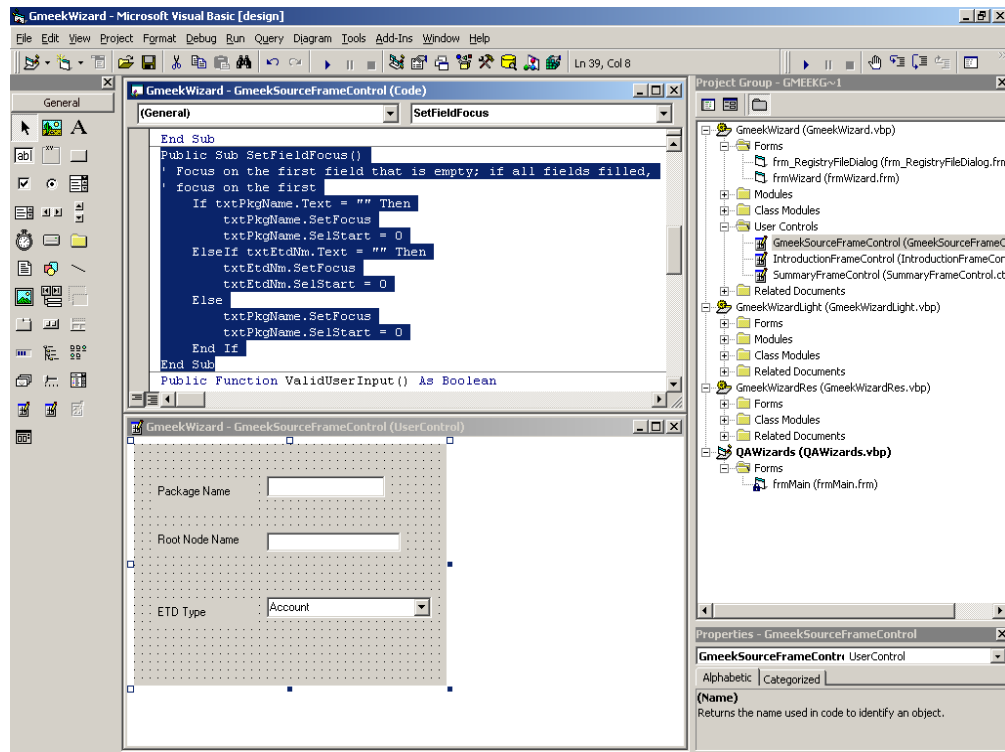 GmeekWizard - Microsoft Visual Basic [design]
File Edit View Project Format Debug Run Query Diagram Tools Add-Ins Window Help
Ln 39, Col 8
General
A
ab|
GmeekWizard - GmeekSourceFrameControl (Code)
(General) SetFieldFocus
End Sub
Public Sub SetFieldFocus()
' Focus on the first field that is empty; if all fields filled,
' focus on the first
If txtPkgName.Text = "" Then
txtPkgName.SetFocus
txtPkgName.SelStart = 0
ElseIf txtEtdNm.Text = "" Then
txtEtdNm.SetFocus
txtEtdNm.SelStart = 0
Else
txtPkgName.SetFocus
txtPkgName.SelStart = 0
End If
End Sub
Public Function ValidUserInput() As Boolean
GmeekWizard - GmeekSourceFrameControl (UserControl)
Package Name
Root Node Name
ETD Type Account
Project Group - GMEEKG~1
GmeekWizard (GmeekWizard.vbp)
Forms
frm_RegistryFileDialog (frm_RegistryFileDialog.frm
frmWizard (frmWizard.frm)
Modules
Class Modules
User Controls
GmeekSourceFrameControl (GmeekSourceFrameC
IntroductionFrameControl (IntroductionFrameCon
SummaryFrameControl (SummaryFrameControl.ct
Related Documents
GmeekWizardLight (GmeekWizardLight.vbp)
Forms
Modules
Class Modules
Related Documents
GmeekWizardRes (GmeekWizardRes.vbp)
Forms
Class Modules
Related Documents
QAWizards (QAWizards.vbp)
Forms
frmMain (frmMain.frm)
Properties - GmeekSourceFrameControl
GmeekSourceFrameContr UserControl
Alphabetic Categorized
(Name)
Returns the name used in code to identify an object.